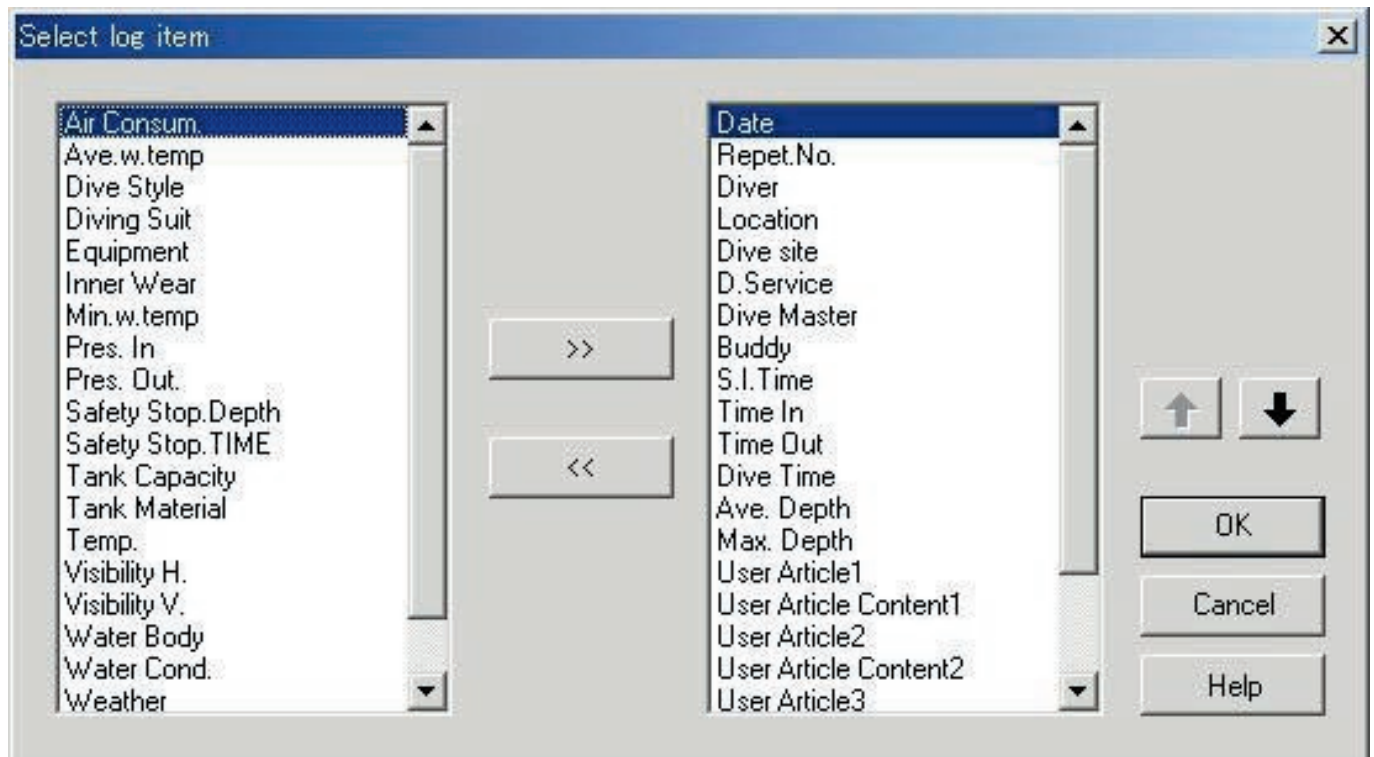 Select log item
Air Consum.
Ave.w.temp
Dive Style
Diving Suit
Equipment
Inner Wear
Min.w.temp
Pres. In
Pres. Out.
Safety Stop.Depth
Safety Stop.TIME
Tank Capacity
Tank Material
Temp.
Visibility H.
Visibility V.
Water Body
Water Cond.
Weather
>>
<<
Date
Repet.No.
Diver
Location
Dive site
D.Service
Dive Master
Buddy
S.I.Time
Time In
Time Out
Dive Time
Ave. Depth
Max. Depth
User Article1
User Article Content1
User Article2
User Article Content2
User Article3
OK
Cancel
Help